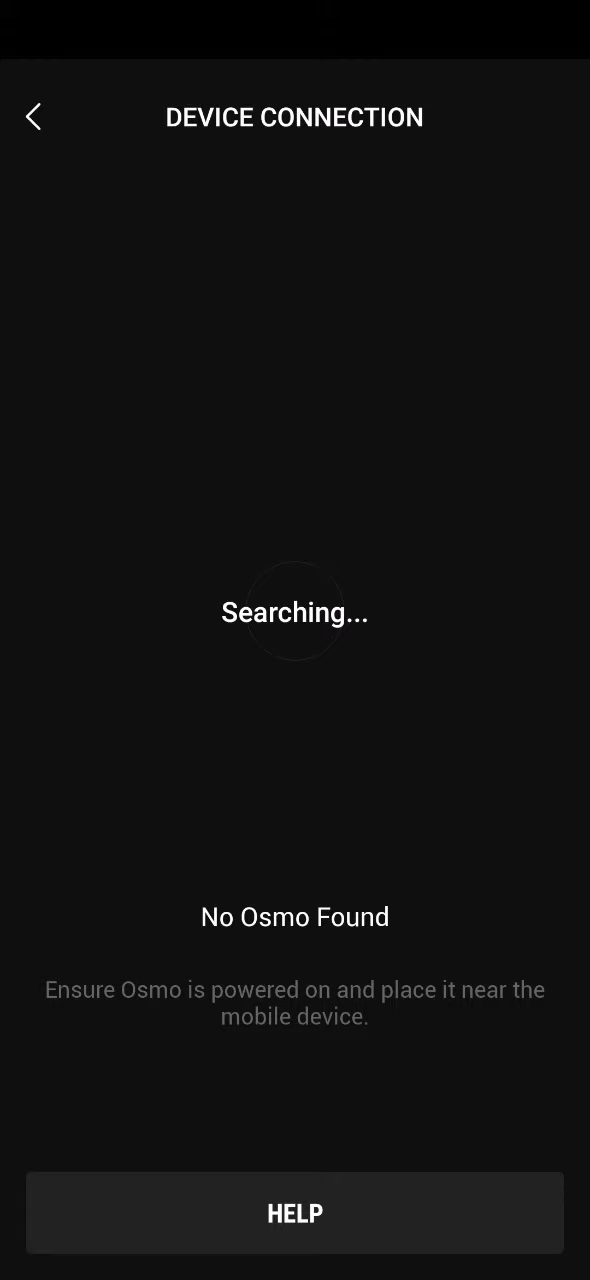 DEVICE CONNECTION
Searching...
No Osmo Found
Ensure Osmo is powered on and place it near the
mobile device.
HELP